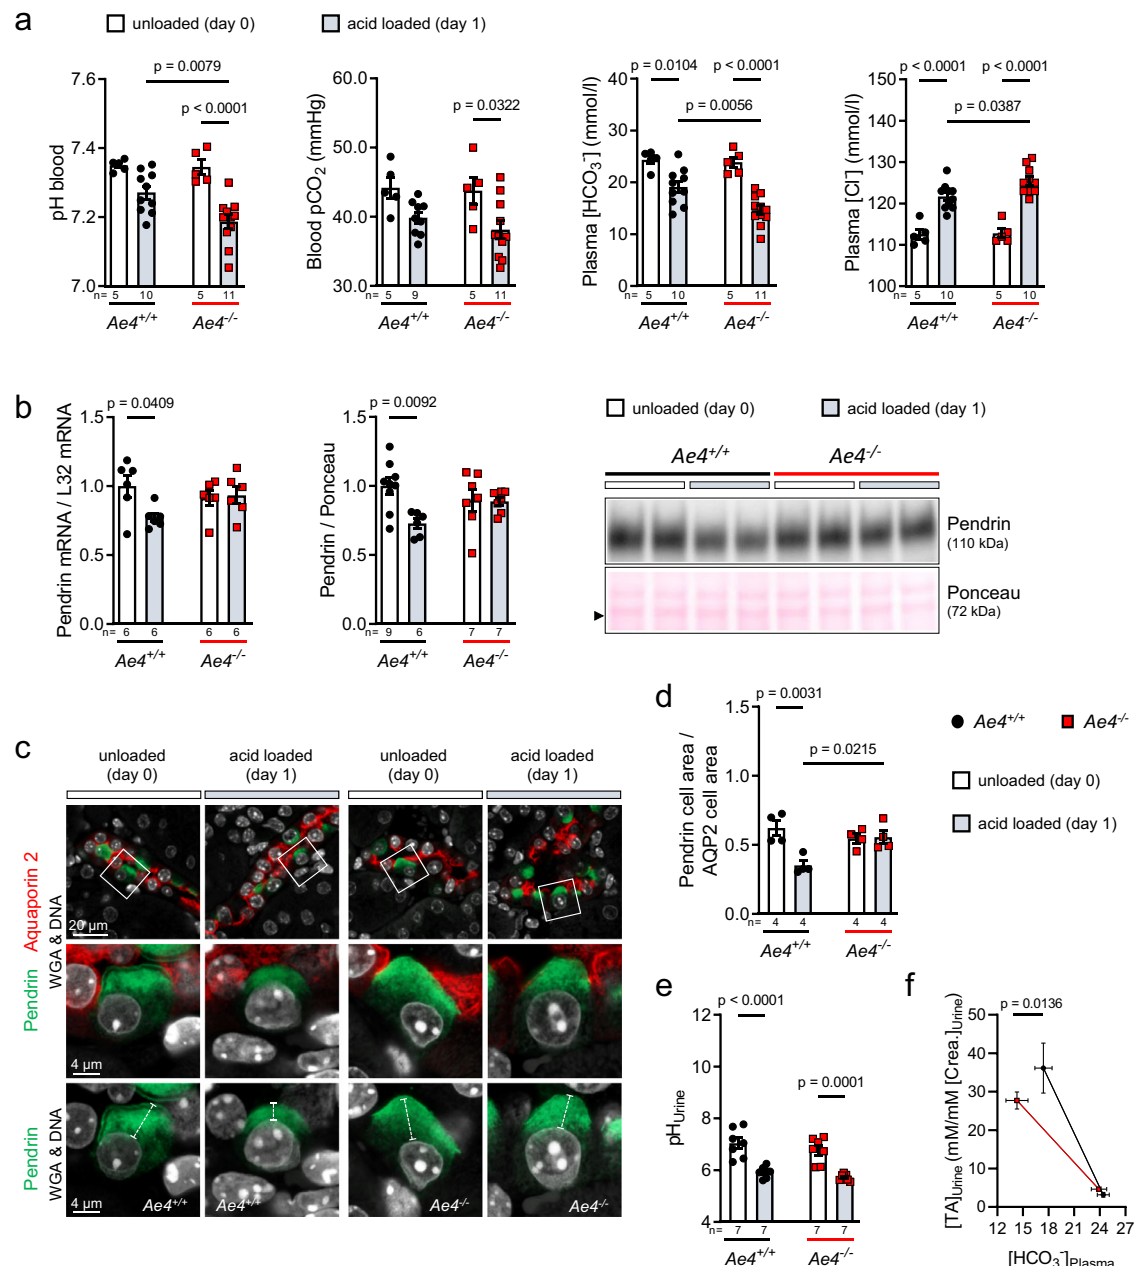 a
unloaded (day 0)
acid loaded (day 1)
pH blood
7.6
7.4
7.2
7.0
p = 0.0079
p < 0.0001
n= 5 10 5 11
Ae4+/+ Ae4-/-
Blood pCO2 (mmHg)
60.0
50.0
40.0
30.0
p = 0.0322
n= 5 9 5 11
Ae4+/+ Ae4-/-
Plasma [HCO3-] (mmol/l)
40
30
20
10
0
p = 0.0104 p <0.0001
p = 0.0056
n= 5 10 5 11
Ae4+/+ Ae4-/-
Plasma [Cl-] (mmol/l)
150
140
130
120
110
100
p <0.0001 p <0.0001
p = 0.0387
n= 5 10 5 10
Ae4+/+ Ae4-/-
b
Pendrin mRNA / L32 mRNA
1.5
1.0
0.5
0.0
p = 0.0409
n= 6 6 6 6
Ae4+/+ Ae4-/-
Pendrin / Ponceau
1.5
1.0
0.5
0.0
p = 0.0092
n= 9 6 7 7
Ae4+/+ Ae4-/-
unloaded (day 0)
acid loaded (day 1)
Ae4+/+ Ae4-/-
Pendrin
(110 kDa)
Ponceau
(72 kDa)
c
unloaded
(day 0)
acid loaded
(day 1)
unloaded
(day 0)
acid loaded
(day 1)
Pendrin Aquaporin 2
WGA & DNA
20 µm
4 µm
Pendrin
WGA & DNA
4 µm
Ae4+/+
Ae4+/+
Ae4-/-
Ae4-/-
d
Pendrin cell area /
AQP2 cell area
1.5
1.0
0.5
0.0
p = 0.0031
p = 0.0215
n= 4 4 4 4
Ae4+/+ Ae4-/-
Ae4+/+ Ae4-/-
unloaded (day 0)
acid loaded (day 1)
e
pHUrine
12
10
8
6
4
p < 0.0001
p = 0.0001
n= 7 7 7 7
Ae4+/+ Ae4-/-
f
[TA]Urine (mM/mM [Crea.]Urine)
40
30
20
10
0
p = 0.0136
12 15 18 21 24 27
[HCO3-]Plasma